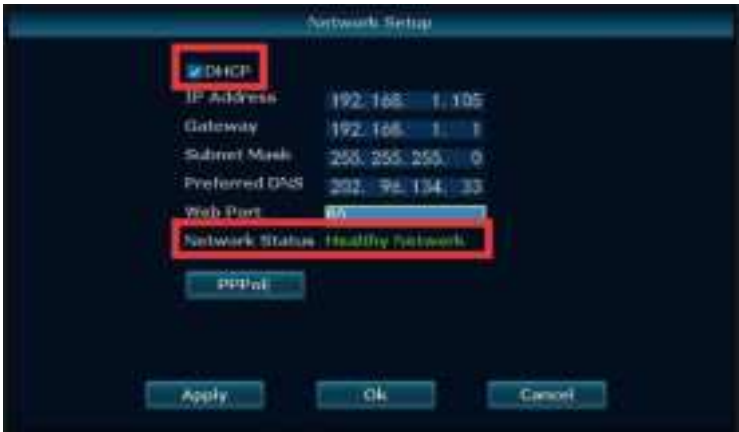 Network Setup
DHCP
IP Address 192. 168. 1. 105
Gateway 192. 168. 1. 1
Subnet Mask 255. 255. 255. 0
Preferred DNS 202. 96. 134. 33
Web Port 80
Network Status Healthy Network
PPPoE
Apply Ok Cancel